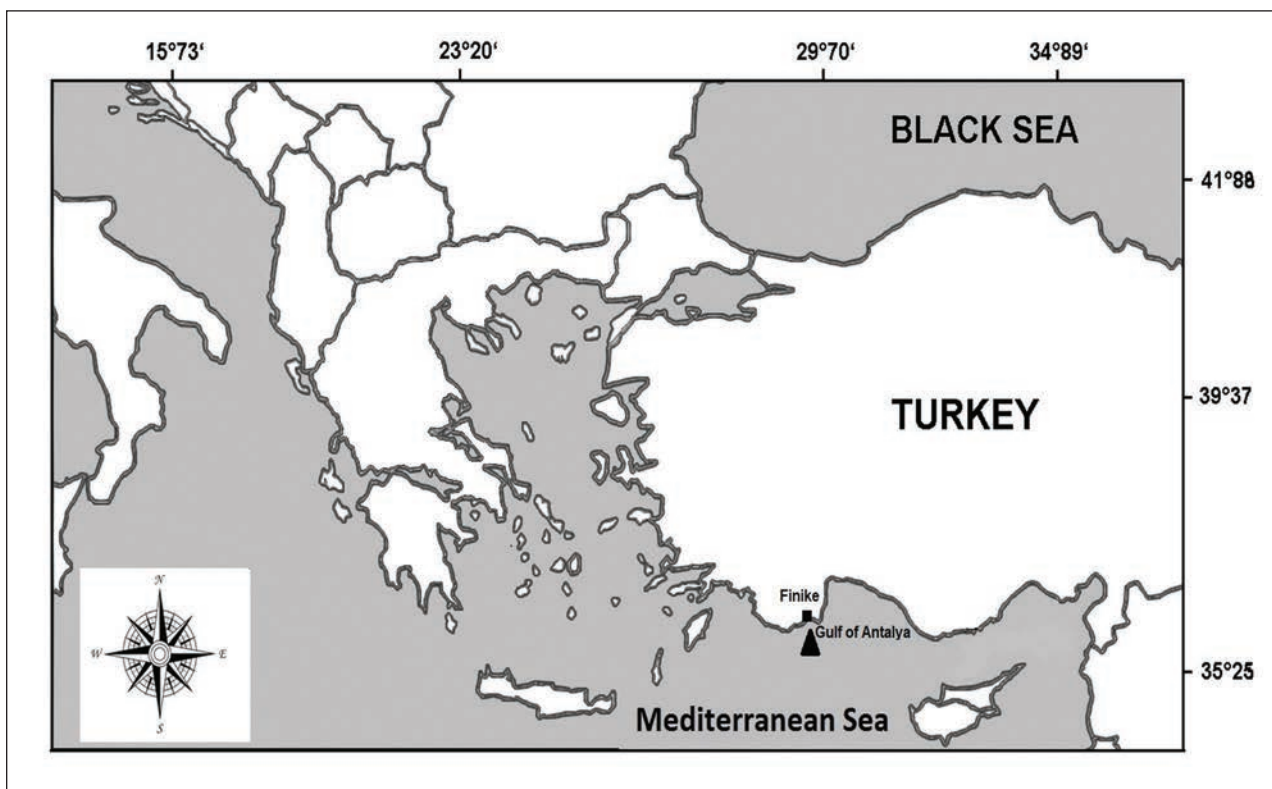 15°73‘
23°20‘
29°70‘
34°89‘
BLACK SEA
41°88
39°37
TURKEY
N
W
E
S
Finike
Gulf of Antalya
35°25
Mediterranean Sea